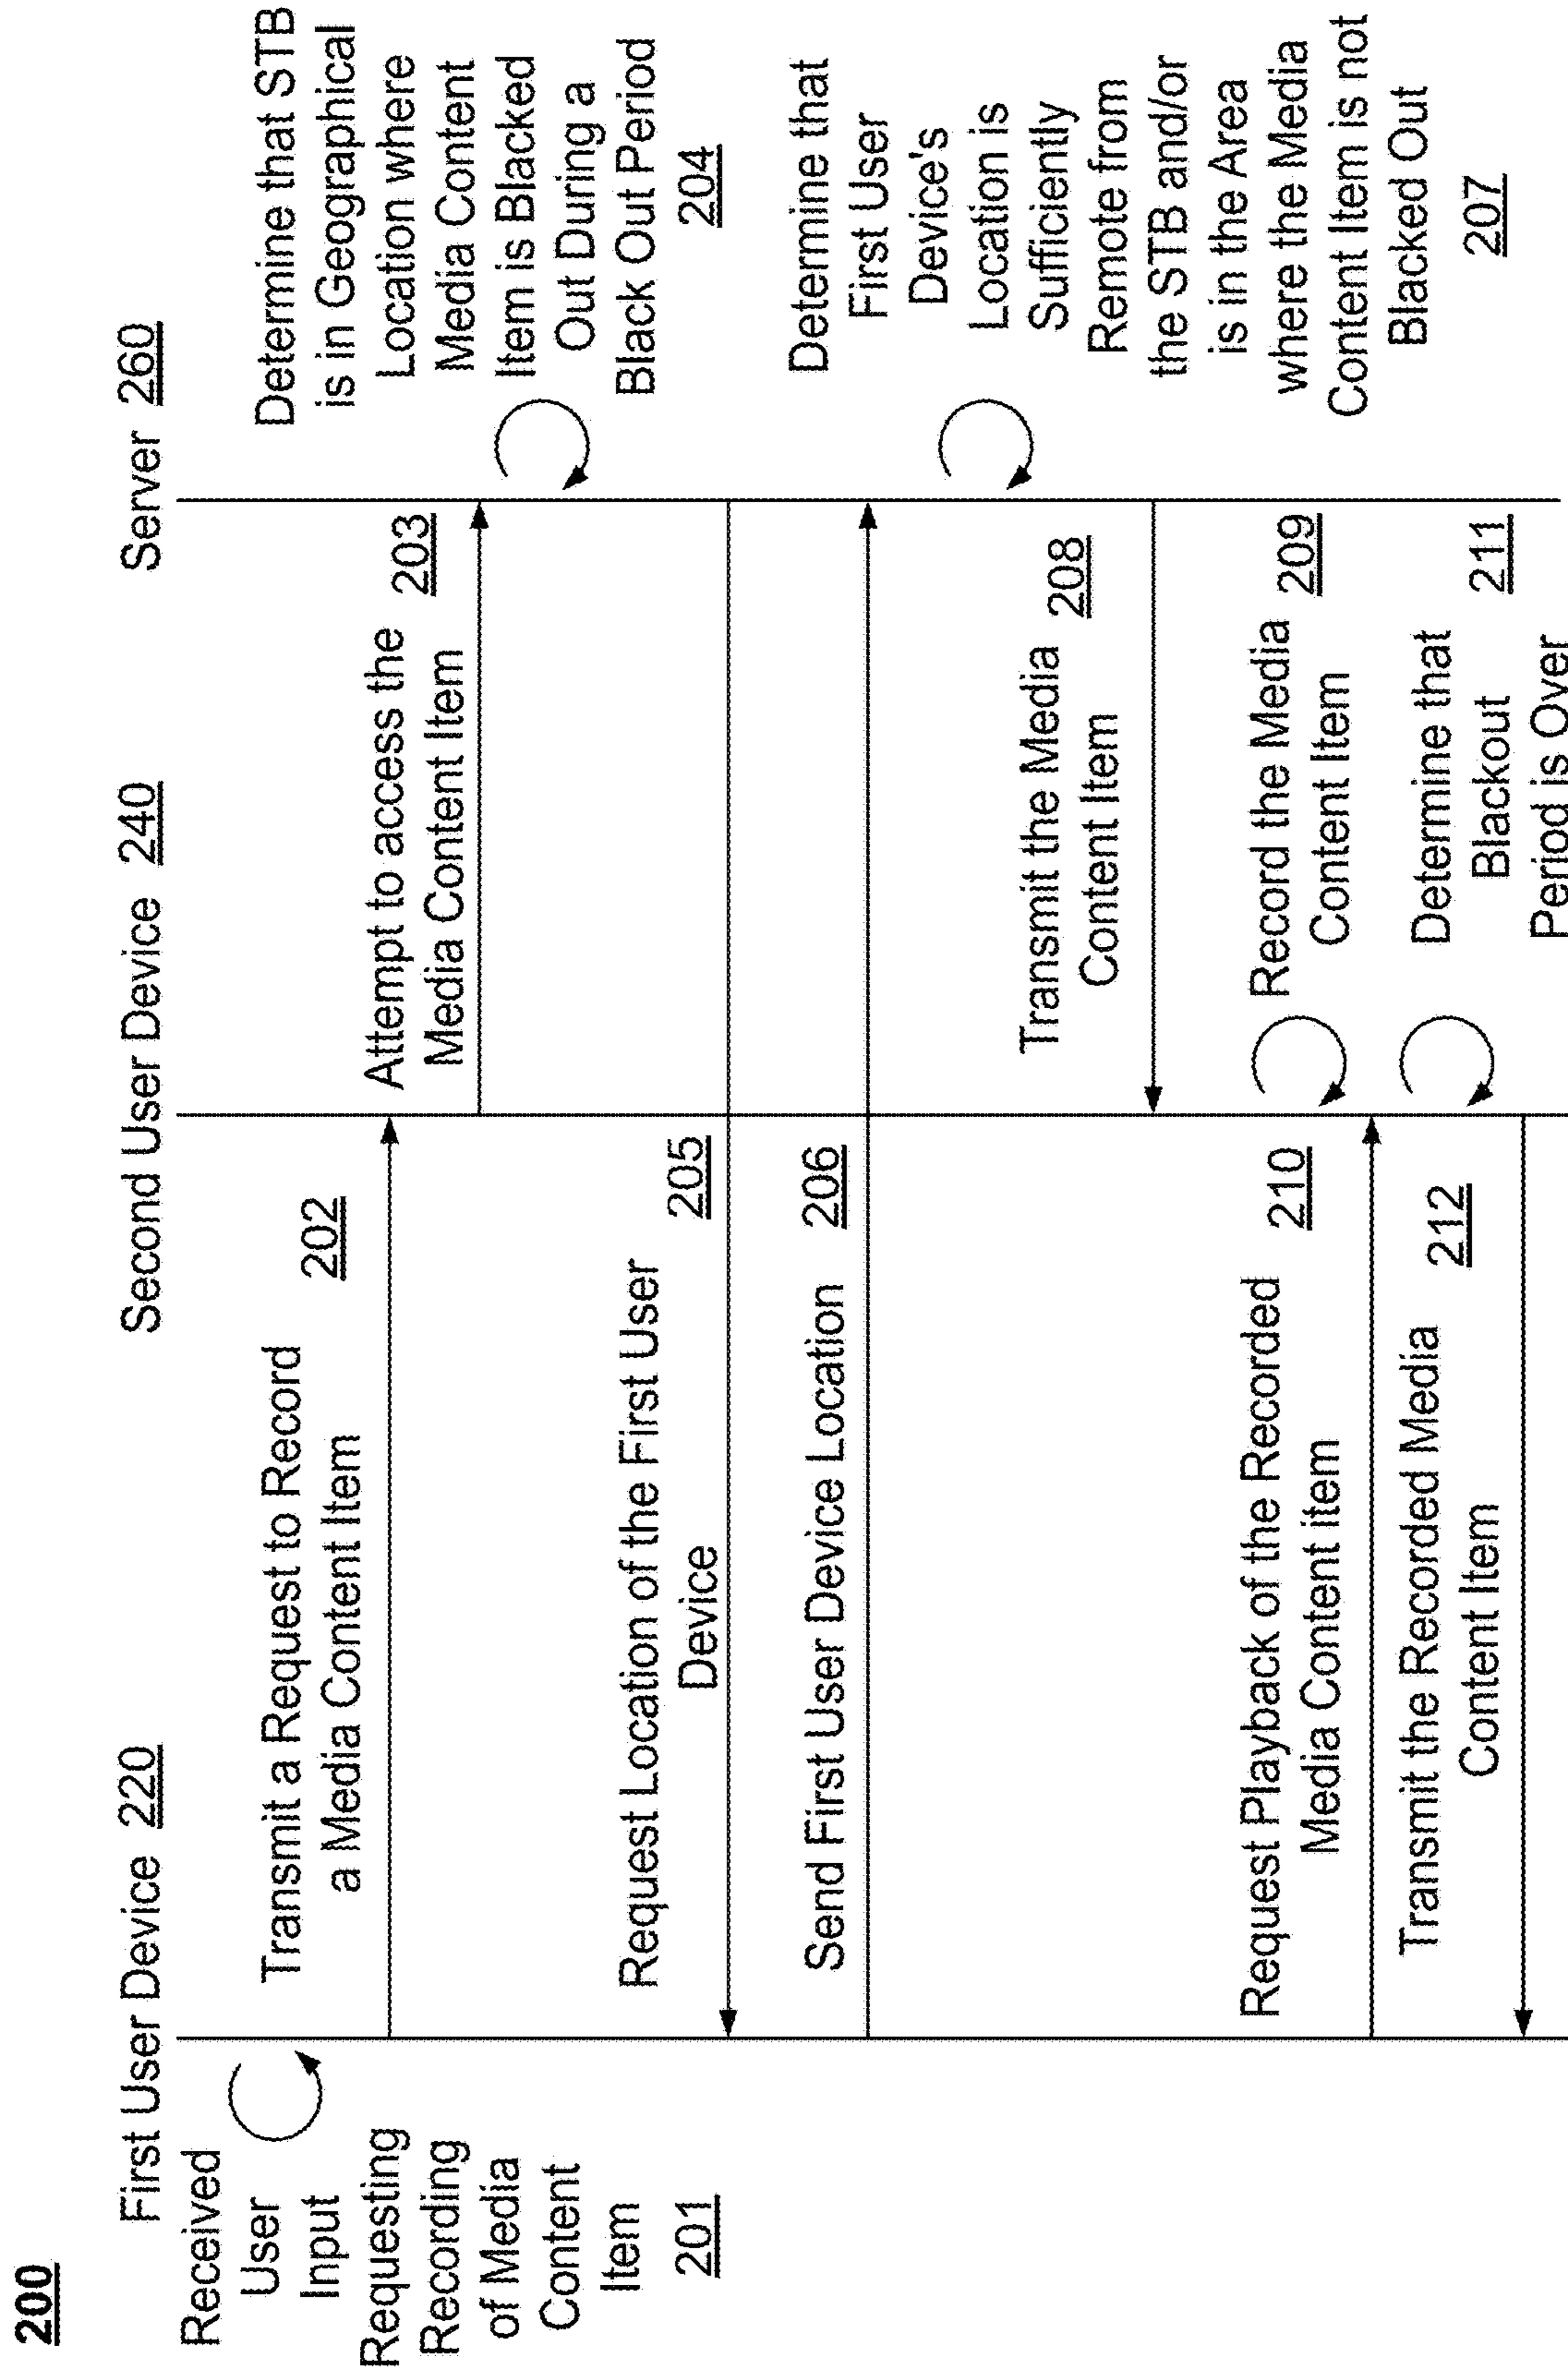 200
First User Device 220
Second User Device 240
Server 260
Received
User
Input
Requesting
Recording
of Media
Content
Item
201
Transmit a Request to Record
a Media Content Item
202
Attempt to access the
Media Content Item
203
Determine that STB
is in Geographical
Location where
Media Content
Item is Blacked
Out During a
Black Out Period
204
Request Location of the First User
Device
205
Send First User Device Location 206
Determine that
First User
Device's
Location is
Sufficiently
Remote from
the STB and/or
is in the Area
where the Media
Content Item is not
Blacked Out
207
Transmit the Media
Content Item
208
Record the Media
Content Item
209
Request Playback of the Recorded
Media Content item
210
Determine that
Blackout
Period is Over
211
Transmit the Recorded Media
Content Item
212